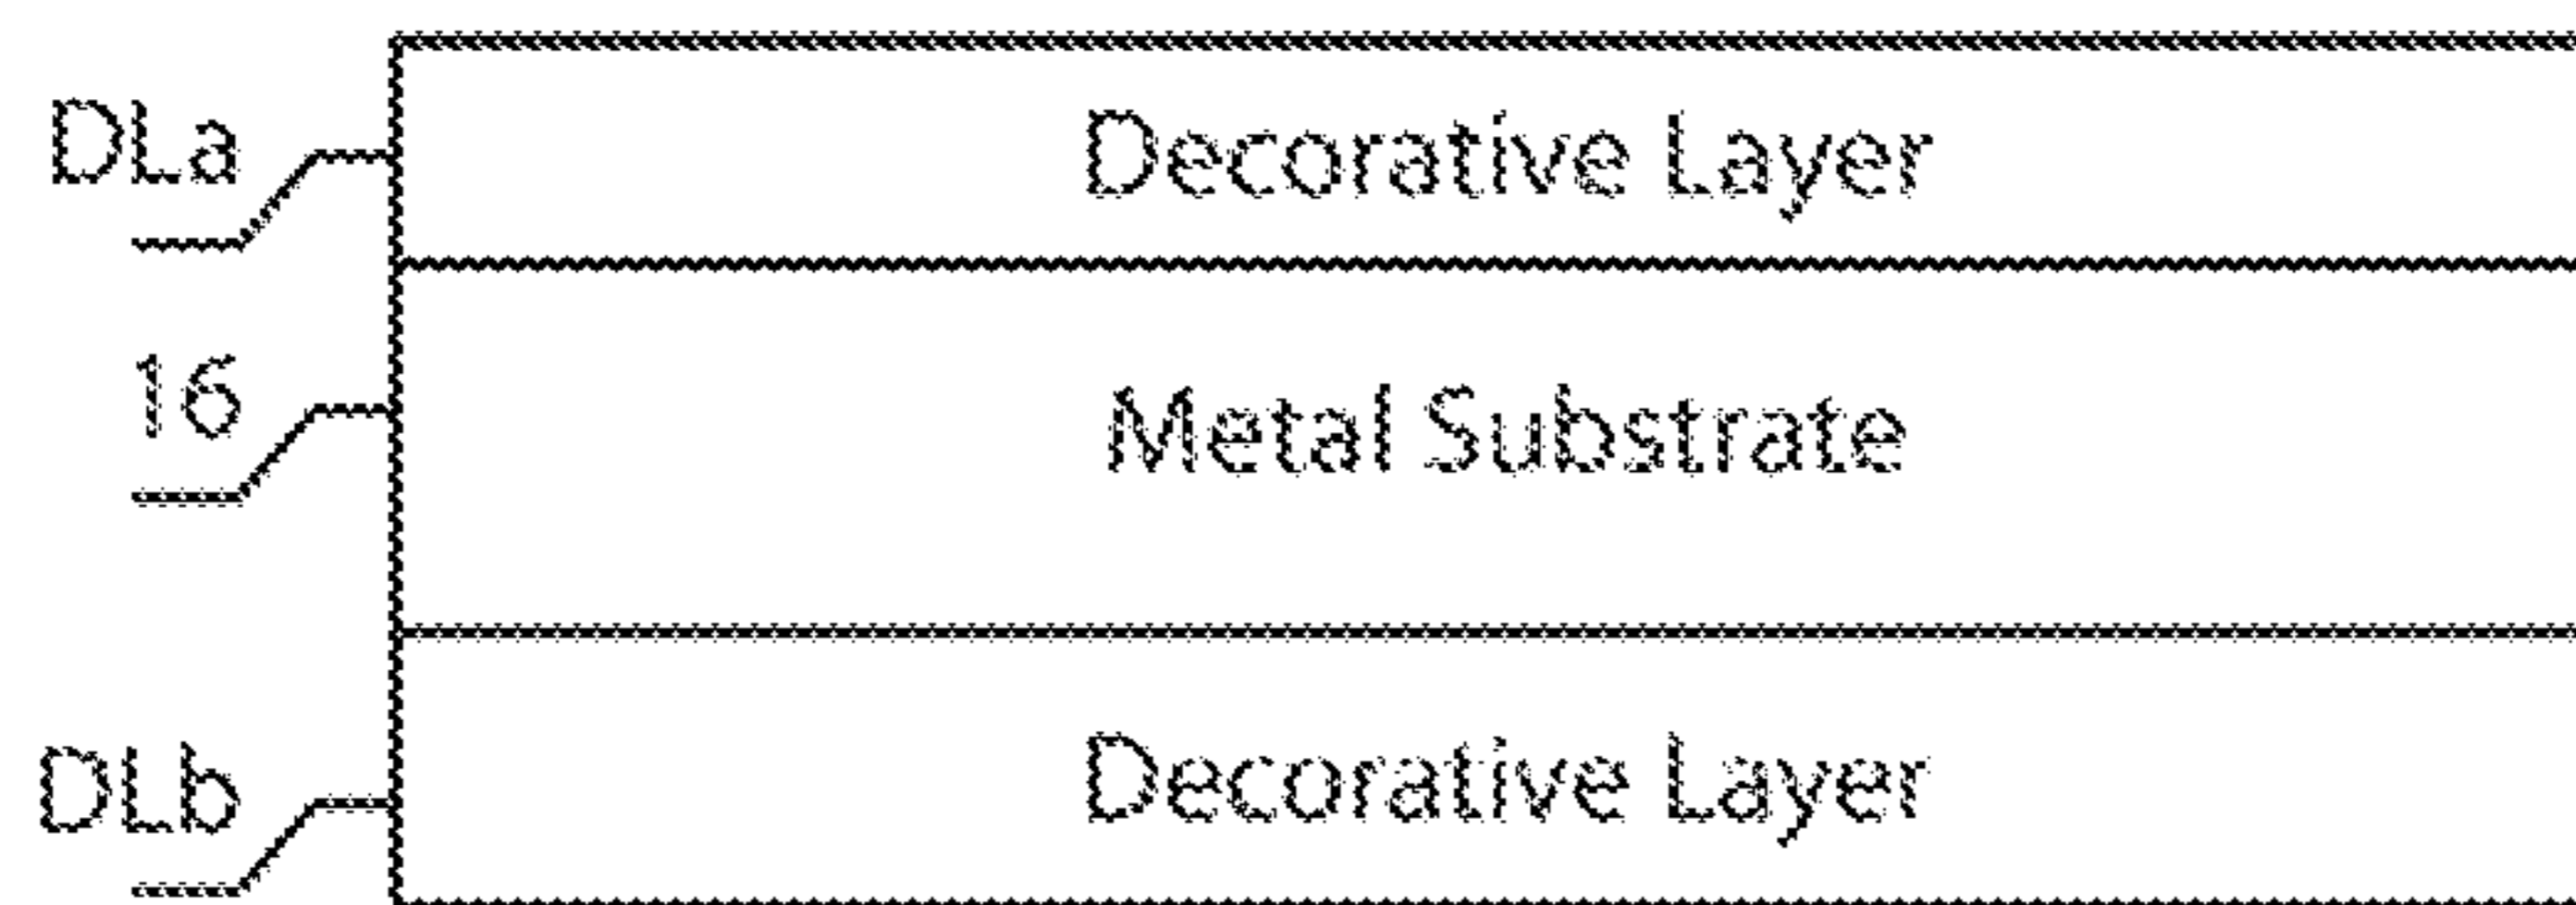 DLa
Decorative Layer
16
Metal Substrate
DLb
Decorative Layer